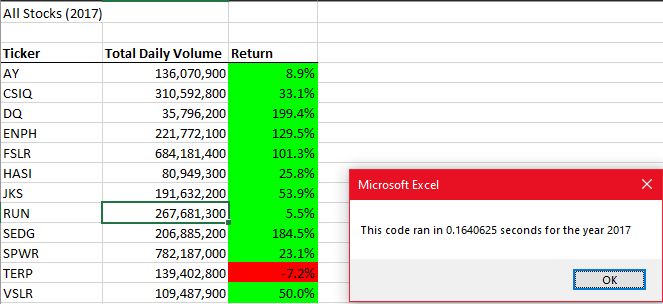 All Stocks (2017)
Ticker Total Daily Volume Return
AY 136,070,900 8.9%
CSIQ 310,592,800 33.1%
DQ 35,796,200 199.4%
ENPH 221,772,100 129.5%
FSLR 684,181,400 101.3%
HASI 80,949,300 25.8%
JKS 191,632,200 53.9%
RUN 267,681,300 5.5%
SEDG 206,885,200 184.5%
SPWR 782,187,000 23.1%
TERP 139,402,800 -7.2%
VSLR 109,487,900 50.0%
Microsoft Excel
This code ran in 0.1640625 seconds for the year 2017
OK